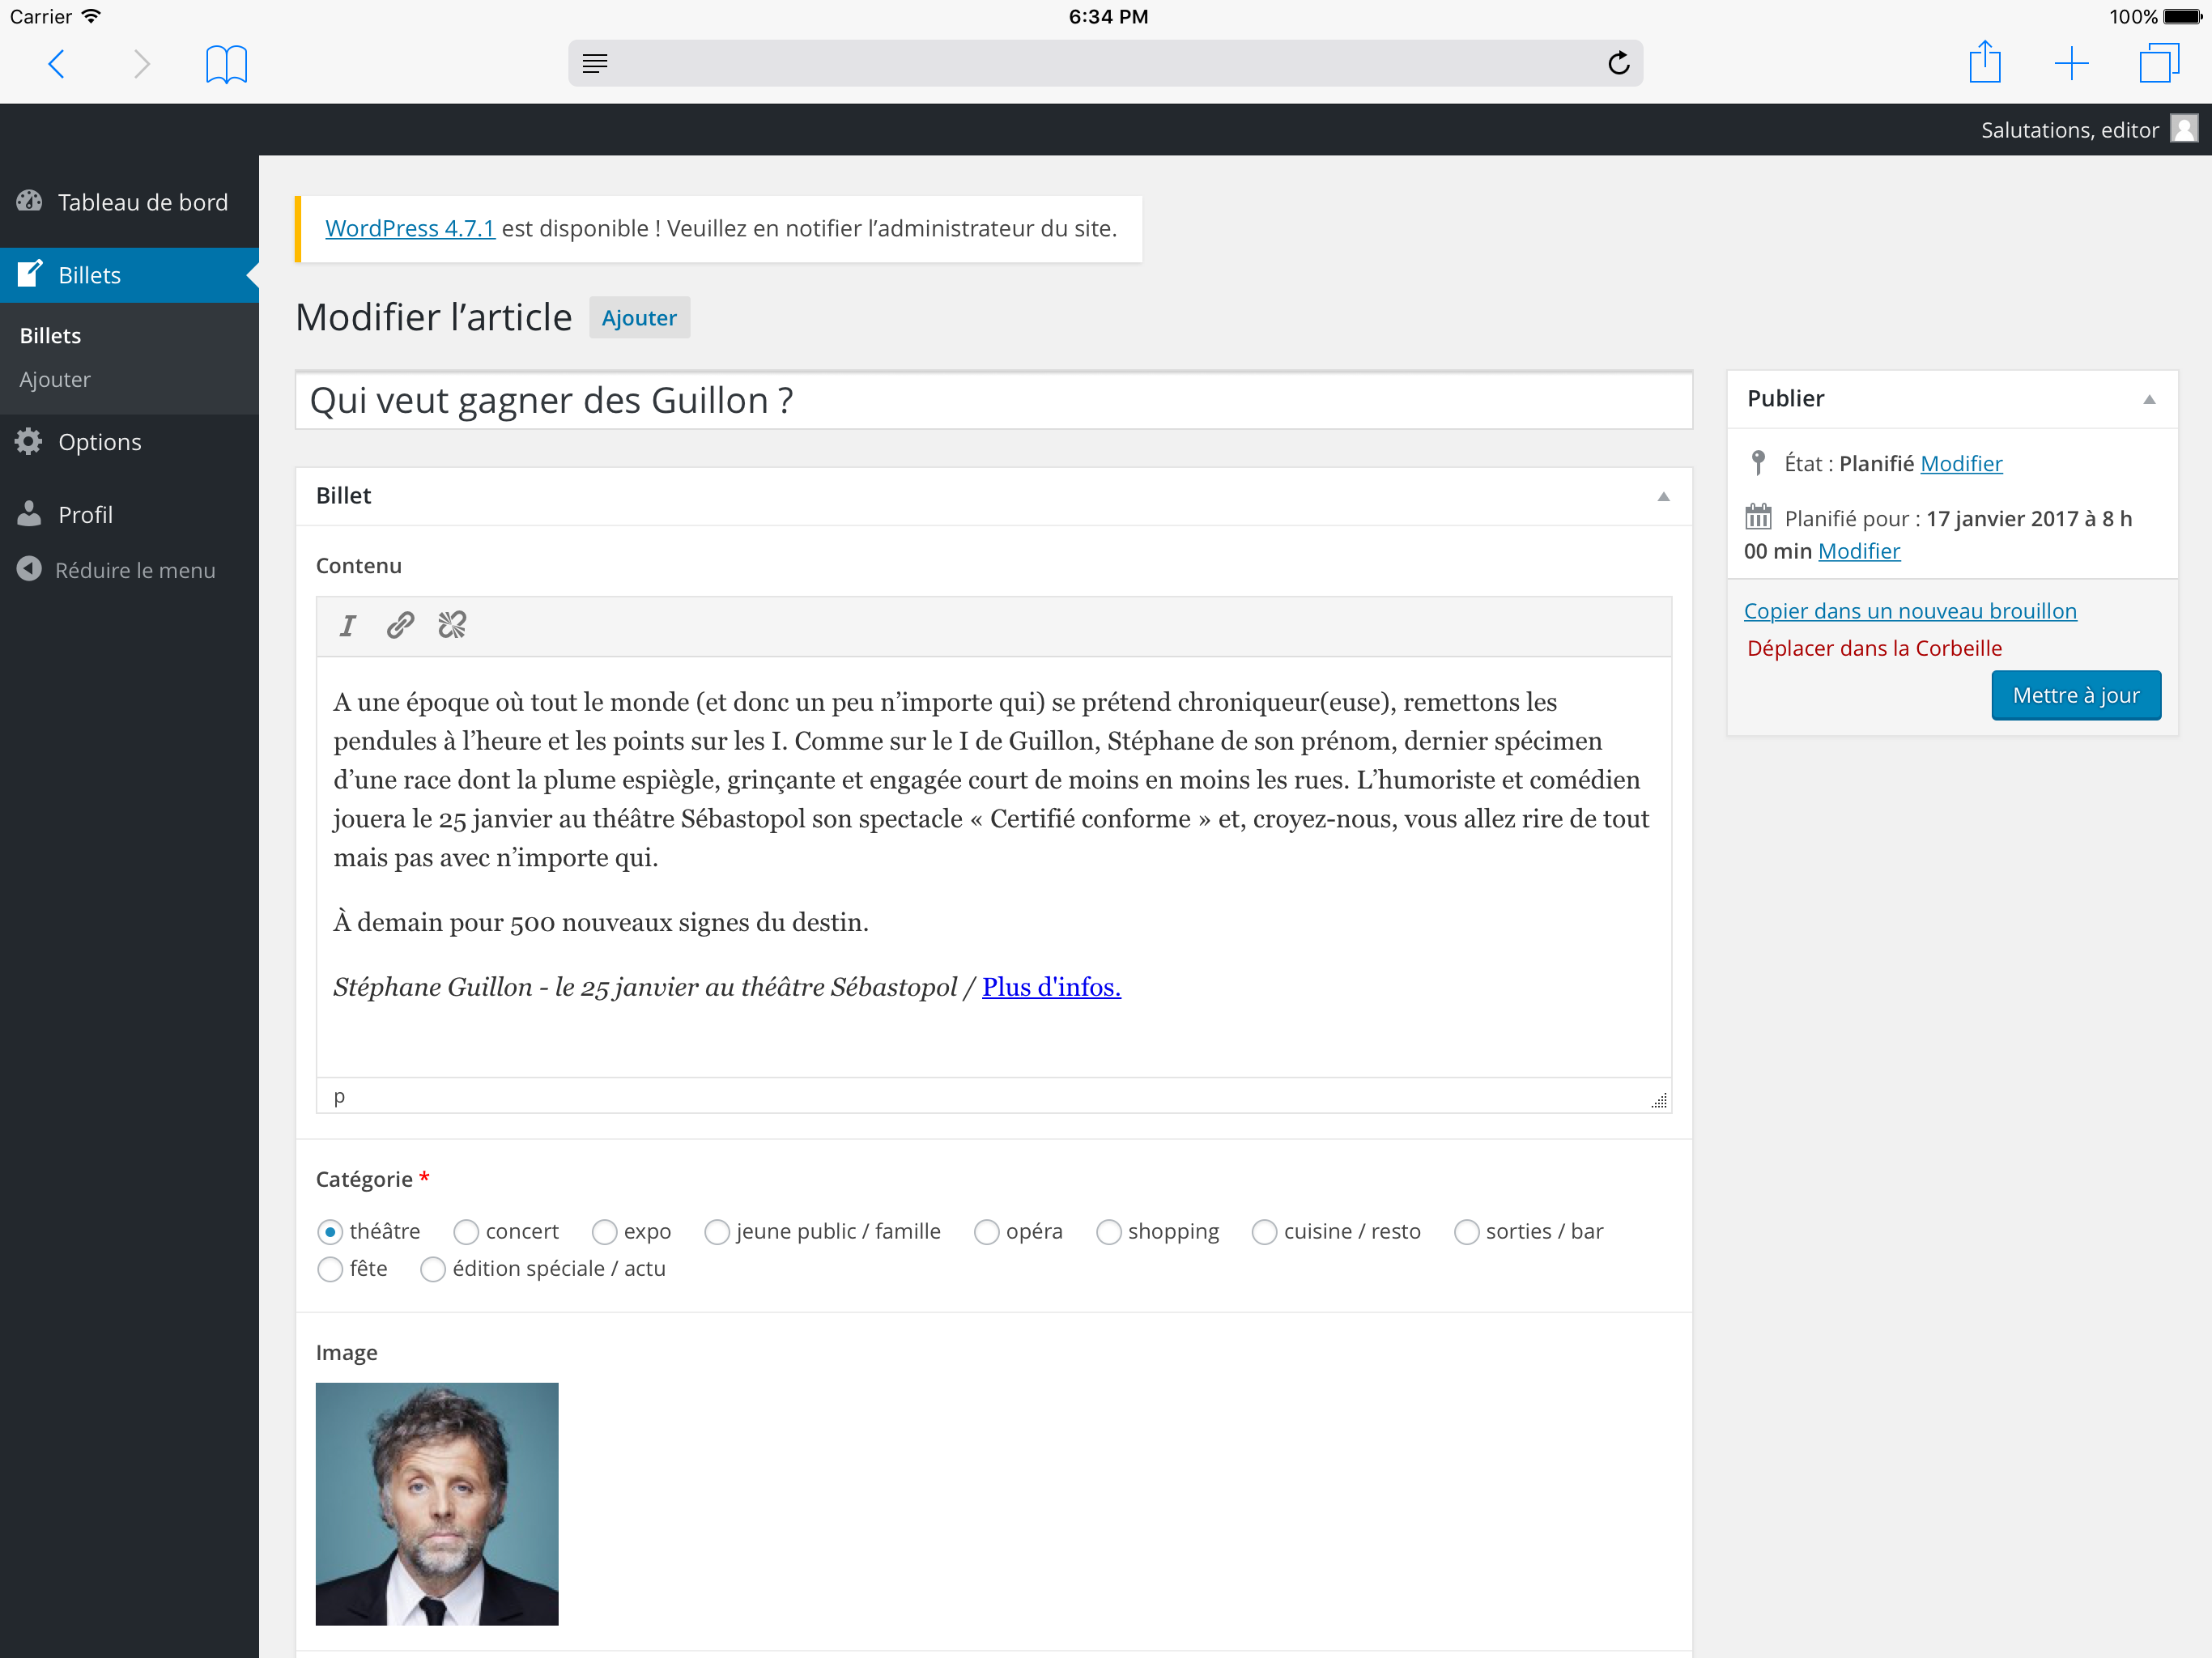 Carrier
6:34 PM
100%
Salutations, editor
Tableau de bord
Billets
Billets
Ajouter
Options
Profil
Réduire le menu
WordPress 4.7.1 est disponible ! Veuillez en notifier l’administrateur du site.
Modifier l’article
Ajouter
Qui veut gagner des Guillon ?
Billet
Contenu
I
A une époque où tout le monde (et donc un peu n’importe qui) se prétend chroniqueur(euse), remettons les
pendules à l’heure et les points sur les I. Comme sur le I de Guillon, Stéphane de son prénom, dernier spécimen
d’une race dont la plume espiègle, grinçante et engagée court de moins en moins les rues. L’humoriste et comédien
jouera le 25 janvier au théâtre Sébastopol son spectacle « Certifié conforme » et, croyez-nous, vous allez rire de tout
mais pas avec n’importe qui.
À demain pour 500 nouveaux signes du destin.
Stéphane Guillon - le 25 janvier au théâtre Sébastopol / Plus d'infos.
p
Catégorie *
théâtre concert expo jeune public / famille opéra shopping cuisine / resto sorties / bar
fête édition spéciale / actu
Image
Publier
État : Planifié Modifier
Planifié pour : 17 janvier 2017 à 8 h
00 min Modifier
Copier dans un nouveau brouillon
Déplacer dans la Corbeille
Mettre à jour